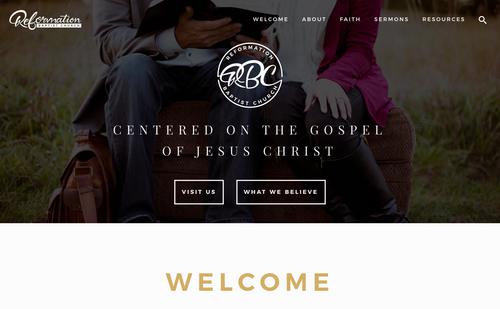 Reformation
BAPTIST CHURCH
WELCOME ABOUT FAITH SERMONS RESOURCES
REFORMATION
RBC
BAPTIST CHURCH
CENTERED ON THE GOSPEL
OF JESUS CHRIST
VISIT US WHAT WE BELIEVE
WELCOME